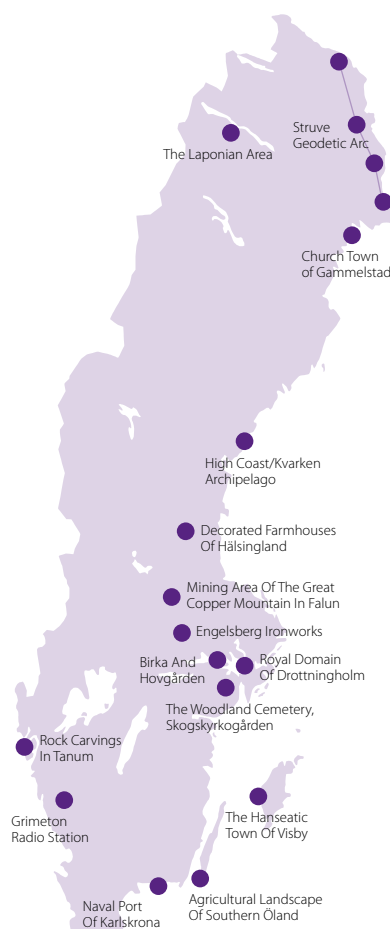 Struve
Geodetic Arc
The Laponian Area
Church Town
of Gammelstad
High Coast/Kvarken
Archipelago
Decorated Farmhouses
Of Hälsingland
Mining Area Of The Great
Copper Mountain In Falun
Engelsberg Ironworks
Birka And
Hovgården
Royal Domain
Of Drottningholm
The Woodland Cemetery,
Skogskyrkogården
Rock Carvings
In Tanum
Grimeton
Radio Station
The Hanseatic
Town Of Visby
Naval Port
Of Karlskrona
Agricultural Landscape
Of Southern Öland